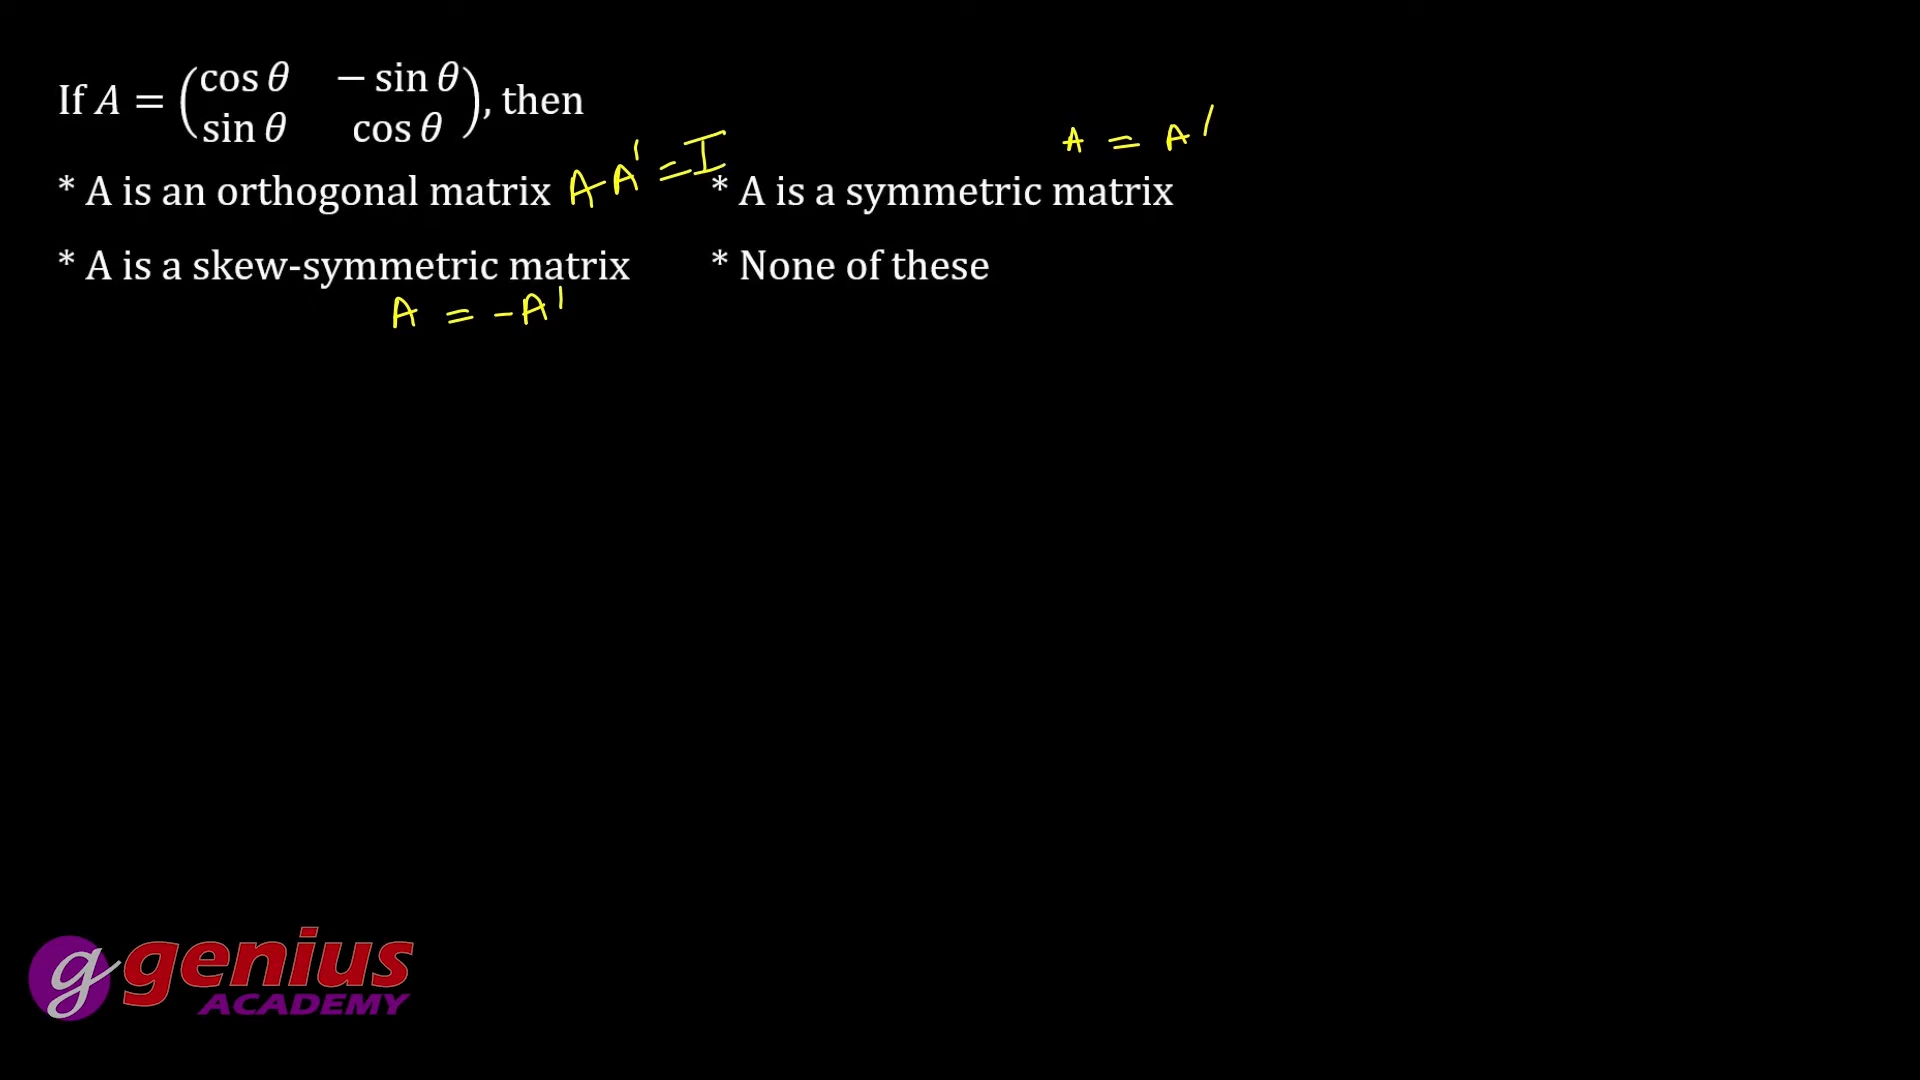 If A = (cos θ − sin θ
sin θ cos θ), then
A = A'
* A is an orthogonal matrix AA' = I * A is a symmetric matrix
* A is a skew-symmetric matrix * None of these
A = -A'
g genius
ACADEMY